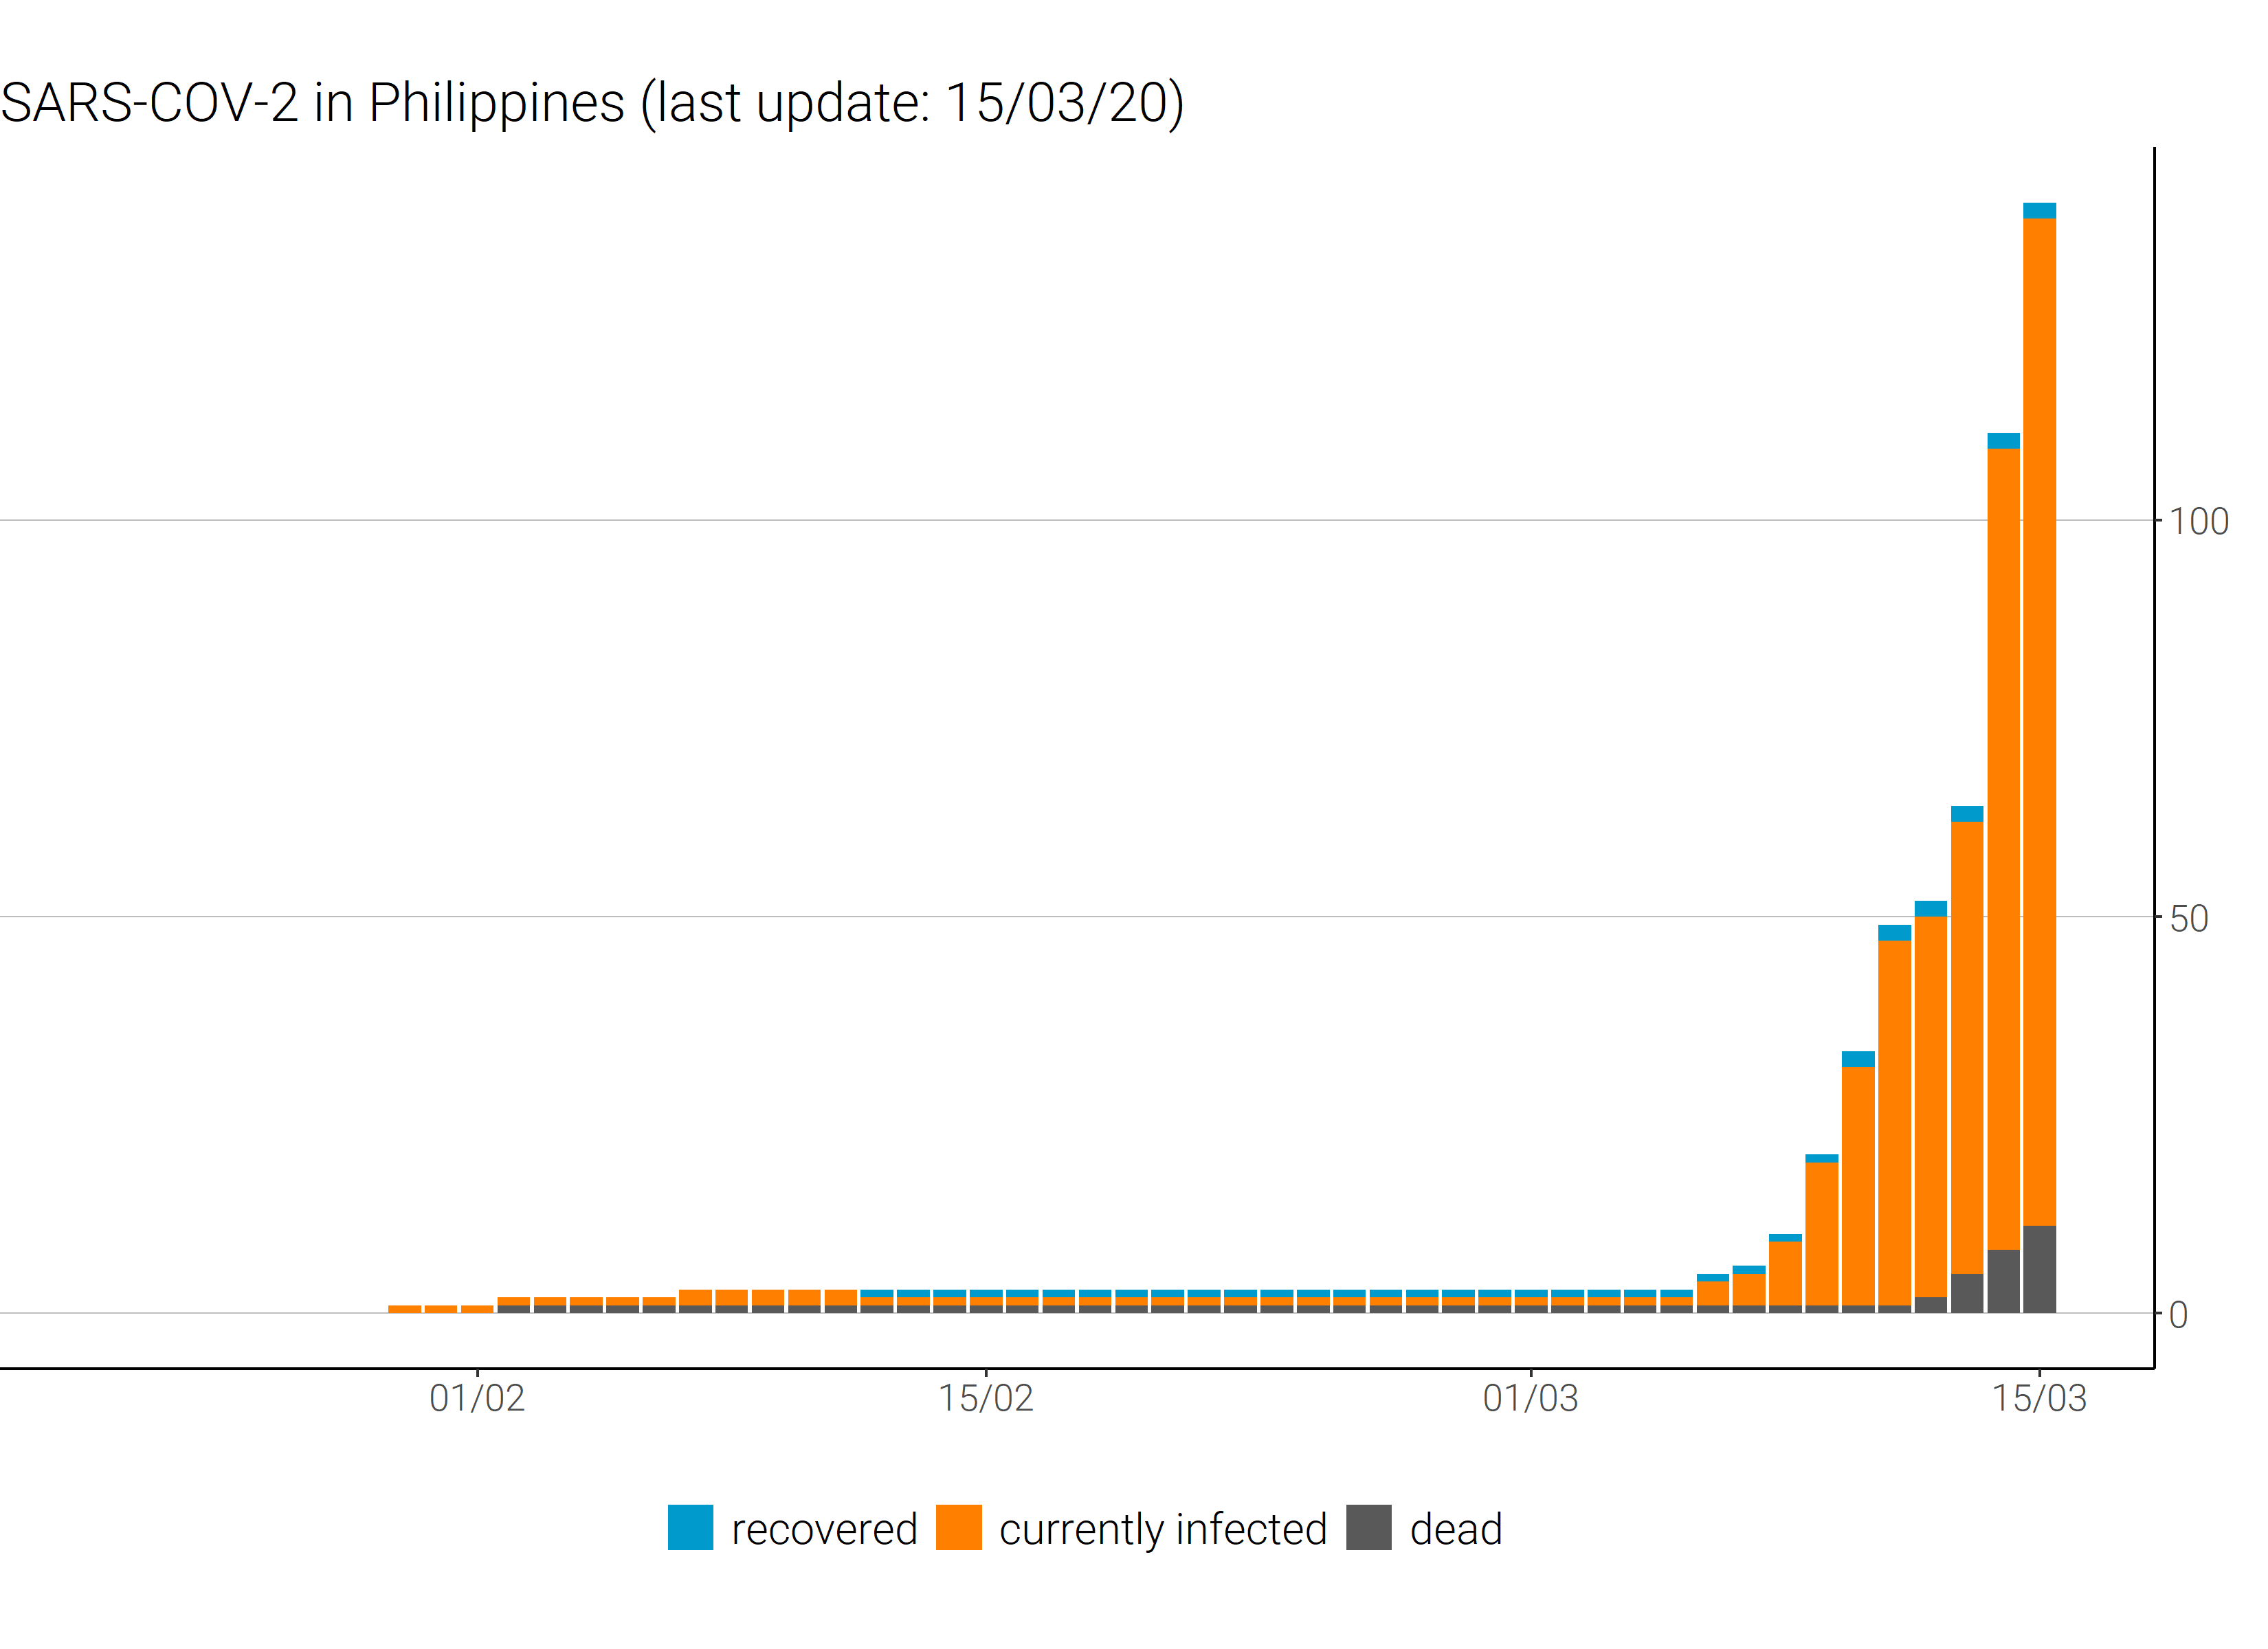 SARS-COV-2 in Philippines (last update: 15/03/20)
100
50
0
01/02 15/02 01/03 15/03
recovered currently infected dead